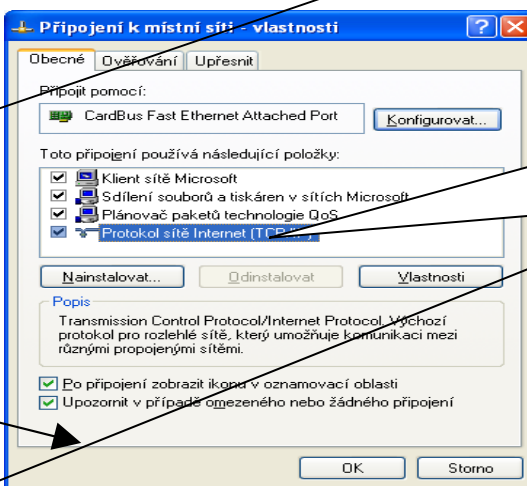 Připojení k místní síti - vlastnosti
Obecné Ověřování Upřesnit
Připojit pomocí:
CardBus Fast Ethernet Attached Port Konfigurovat...
Toto připojení používá následující položky:
Klient sítě Microsoft
Sdílení souborů a tiskáren v sítích Microsoft
Plánovač paketů technologie QoS
Protokol sítě Internet (TCP/IP)
Nainstalovat... Odinstalovat Vlastnosti
Popis
Transmission Control Protocol/Internet Protocol. Výchozí
protokol pro rozlehlé sítě, který umožňuje komunikaci mezi
různými propojenými sítěmi.
Po připojení zobrazit ikonu v oznamovací oblasti
Upozornit v případě omezeného nebo žádného připojení
OK Storno